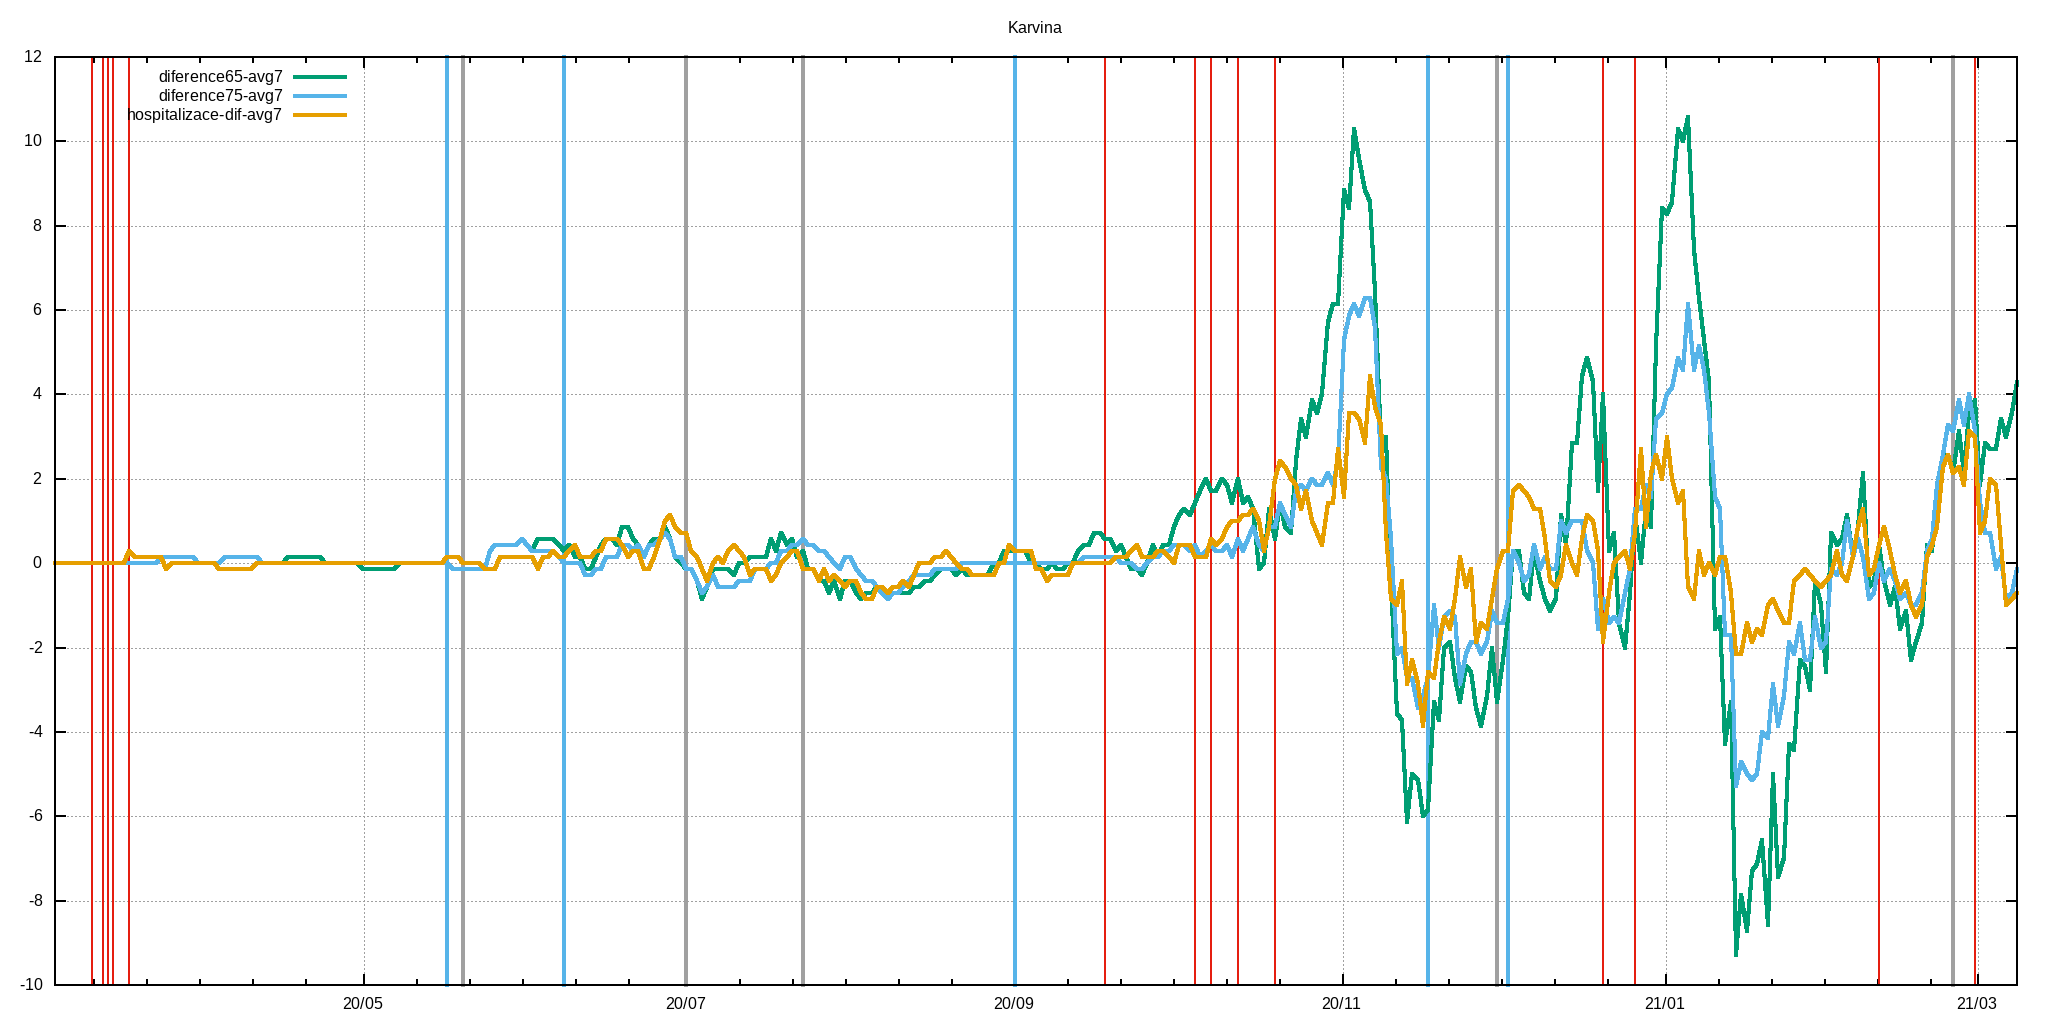 Karvina
12
diference65-avg7
diference75-avg7
hospitalizace-dif-avg7
10
8
6
4
2
0
-2
-4
-6
-8
-10
20/05 20/07 20/09 20/11 21/01 21/03